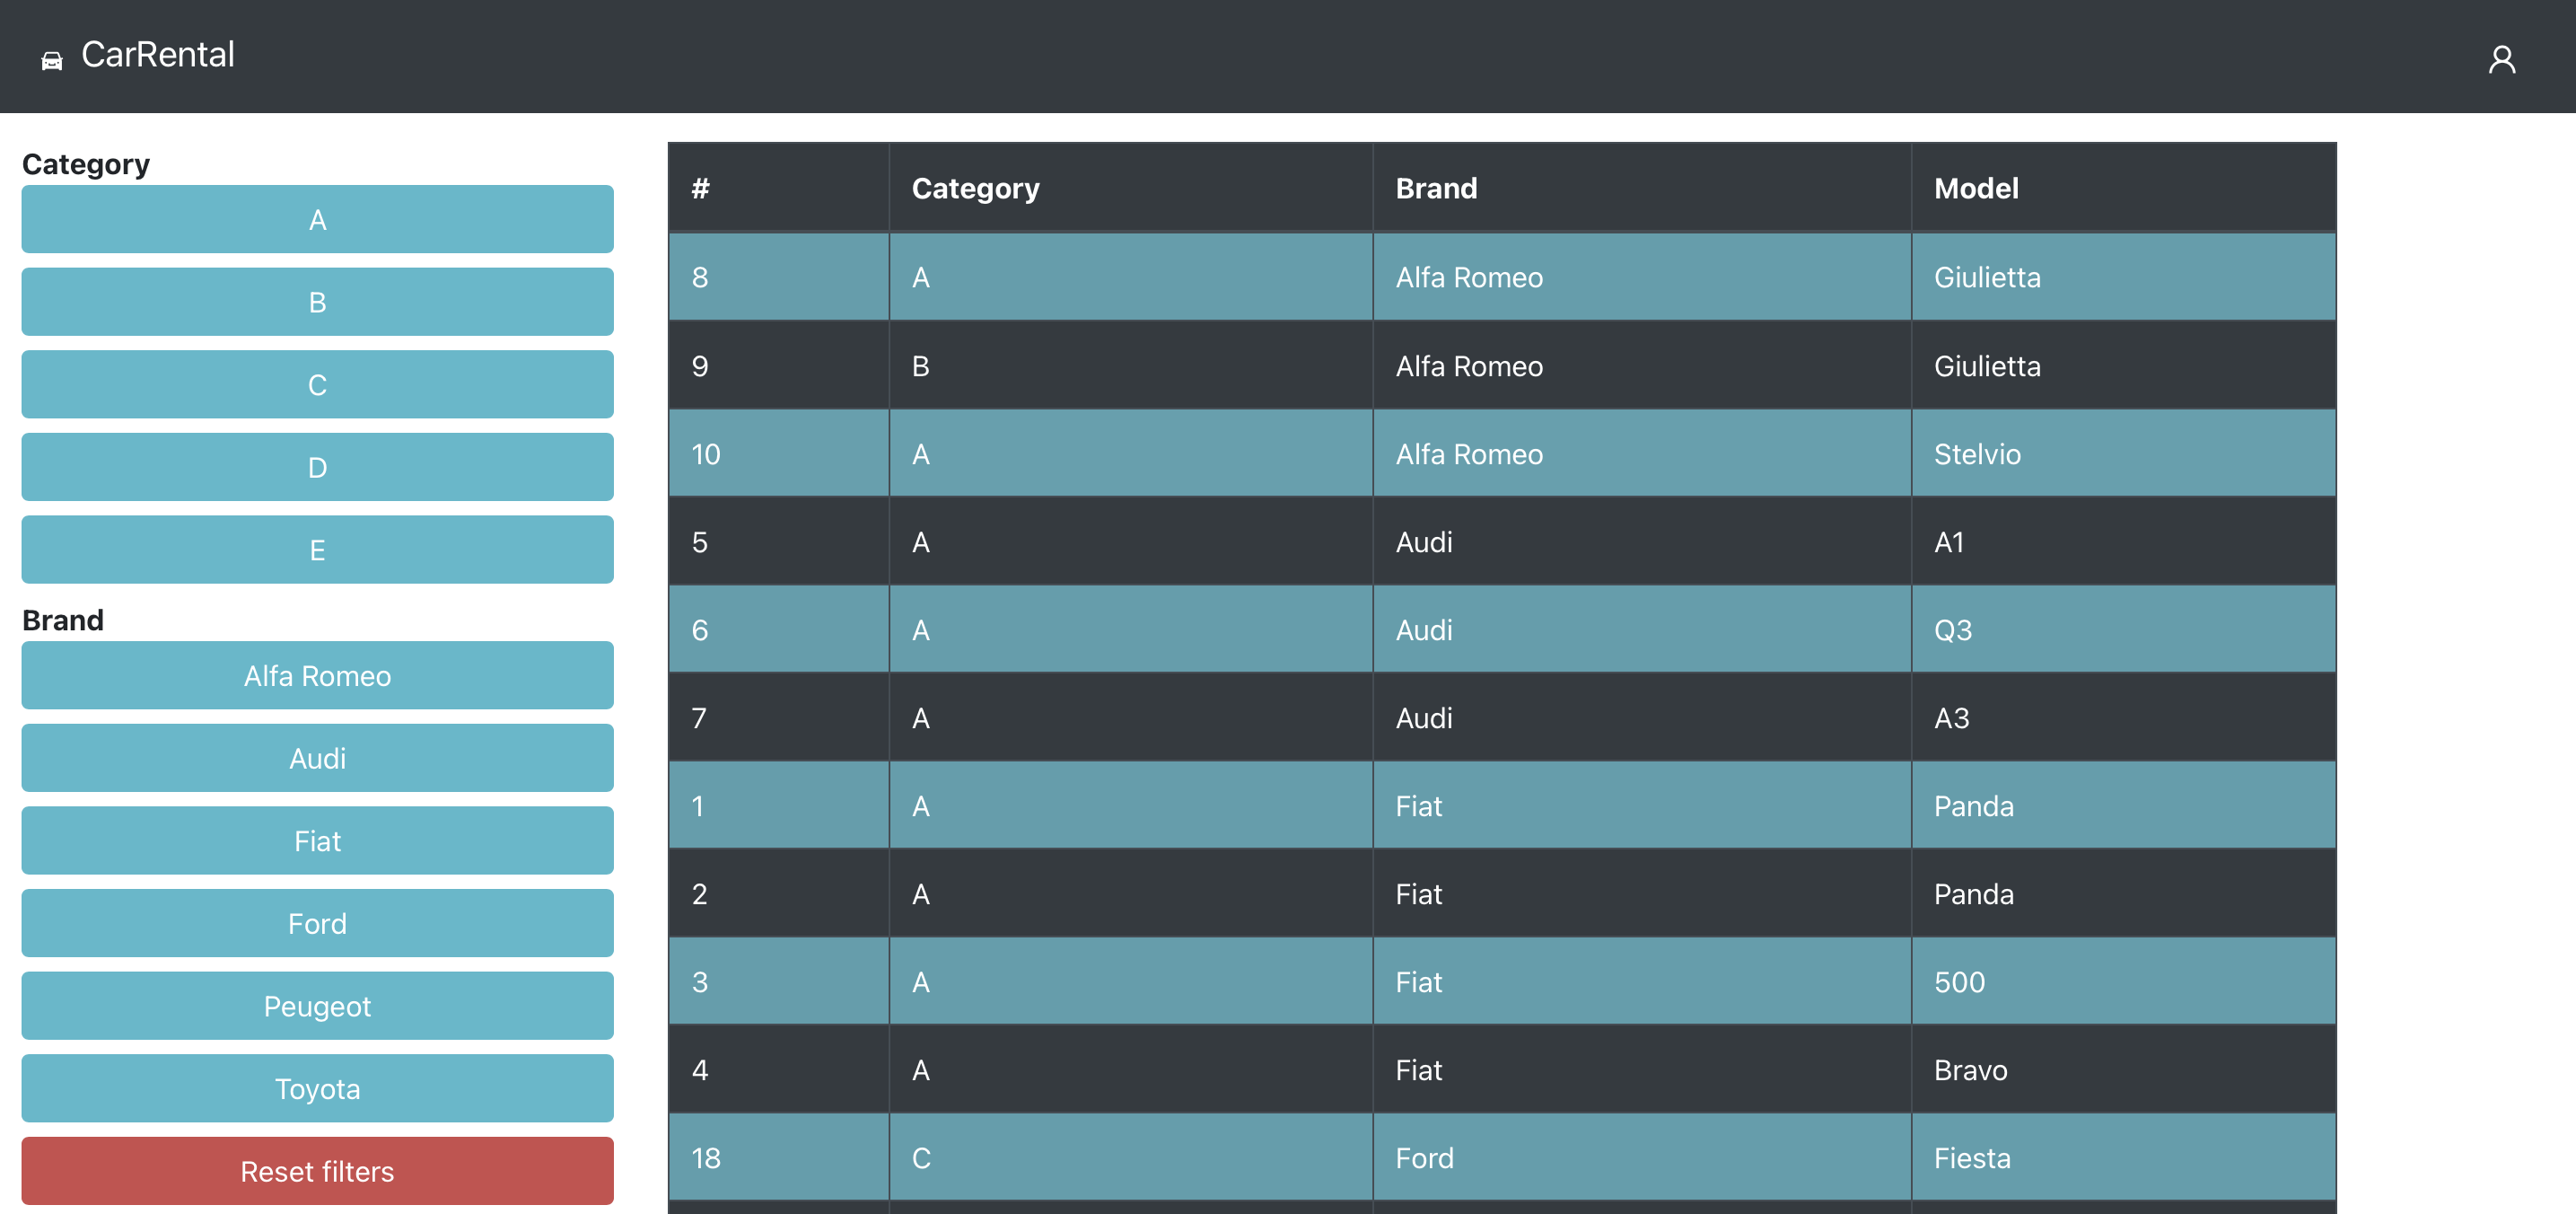 CarRental
Category
A
B
C
D
E
Brand
Alfa Romeo
Audi
Fiat
Ford
Peugeot
Toyota
Reset filters
# Category Brand Model
8 A Alfa Romeo Giulietta
9 B Alfa Romeo Giulietta
10 A Alfa Romeo Stelvio
5 A Audi A1
6 A Audi Q3
7 A Audi A3
1 A Fiat Panda
2 A Fiat Panda
3 A Fiat 500
4 A Fiat Bravo
18 C Ford Fiesta